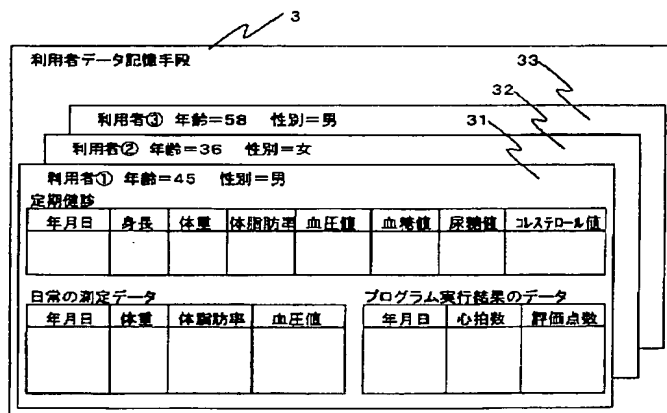 3
利用者データ記憶手段
33
32
利用者③ 年齢=58 性別=男
31
利用者② 年齢=36 性別=女
利用者① 年齢=45 性別=男
定期健診
年月日 身長 体重 体脂肪率 血圧値 血糖値 尿糖値 コレステロール値
日常の測定データ プログラム実行結果のデータ
年月日 体重 体脂肪率 血圧値 年月日 心拍数 評価点数